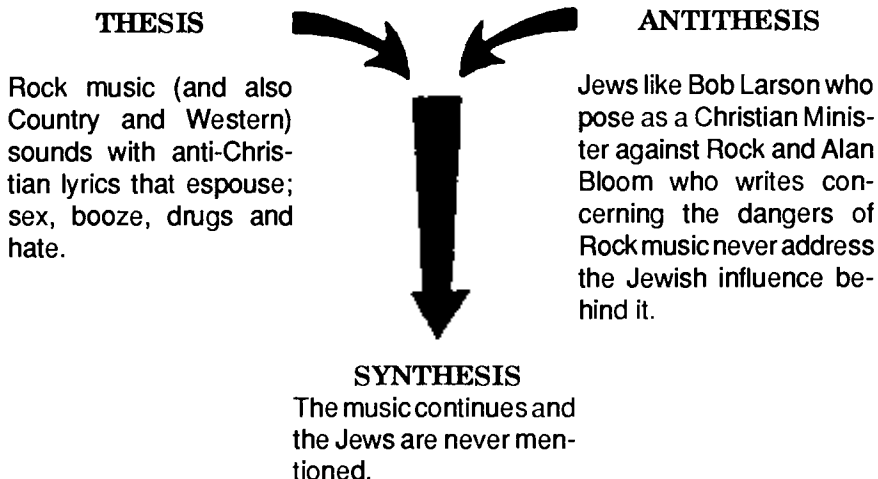 THESIS
Rock music (and also
Country and Western)
sounds with anti-Chris-
tian lyrics that espouse;
sex, booze, drugs and
hate.
ANTITHESIS
Jews like Bob Larson who
pose as a Christian Minis-
ter against Rock and Alan
Bloom who writes con-
cerning the dangers of
Rock music never address
the Jewish influence be-
hind it.
SYNTHESIS
The music continues and
the Jews are never men-
tioned.